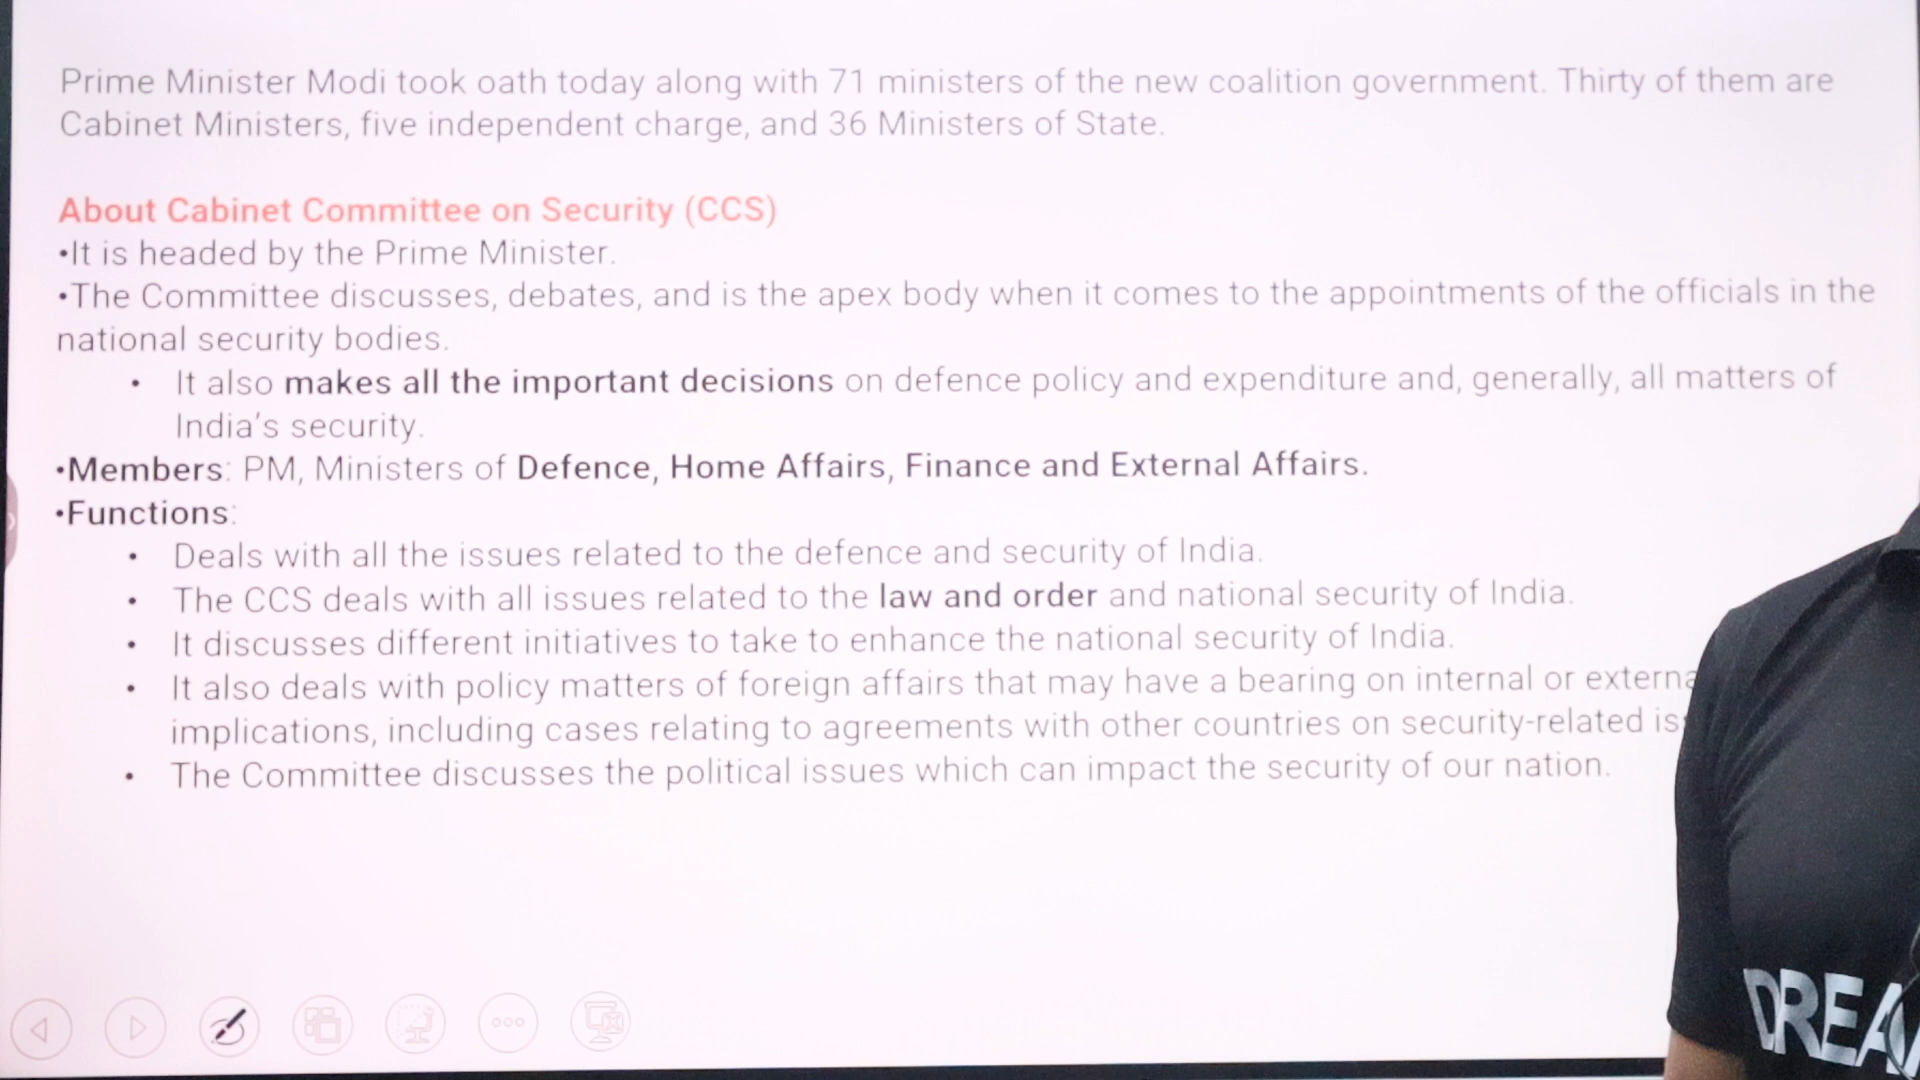 Prime Minister Modi took oath today along with 71 ministers of the new coalition government. Thirty of them are
Cabinet Ministers, five independent charge, and 36 Ministers of State.
About Cabinet Committee on Security (CCS)
•It is headed by the Prime Minister.
•The Committee discusses, debates, and is the apex body when it comes to the appointments of the officials in the
national security bodies.
• It also makes all the important decisions on defence policy and expenditure and, generally, all matters of
India's security.
•Members: PM, Ministers of Defence, Home Affairs, Finance and External Affairs.
•Functions:
• Deals with all the issues related to the defence and security of India.
• The CCS deals with all issues related to the law and order and national security of India.
• It discusses different initiatives to take to enhance the national security of India.
• It also deals with policy matters of foreign affairs that may have a bearing on internal or externa
implications, including cases relating to agreements with other countries on security-related
• The Committee discusses the political issues which can impact the security of our nation.